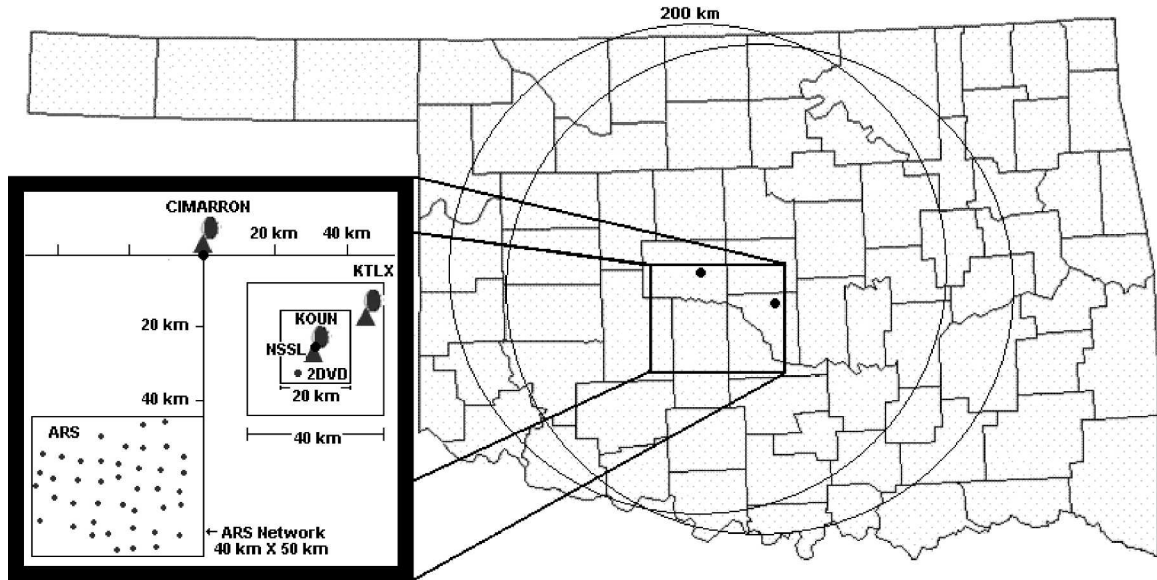 200 km
CIMARRON
20 km 40 km
KTLX
20 km
KOUN
NSSL
2DVD
20 km
40 km
40 km
ARS
ARS Network
40 km X 50 km